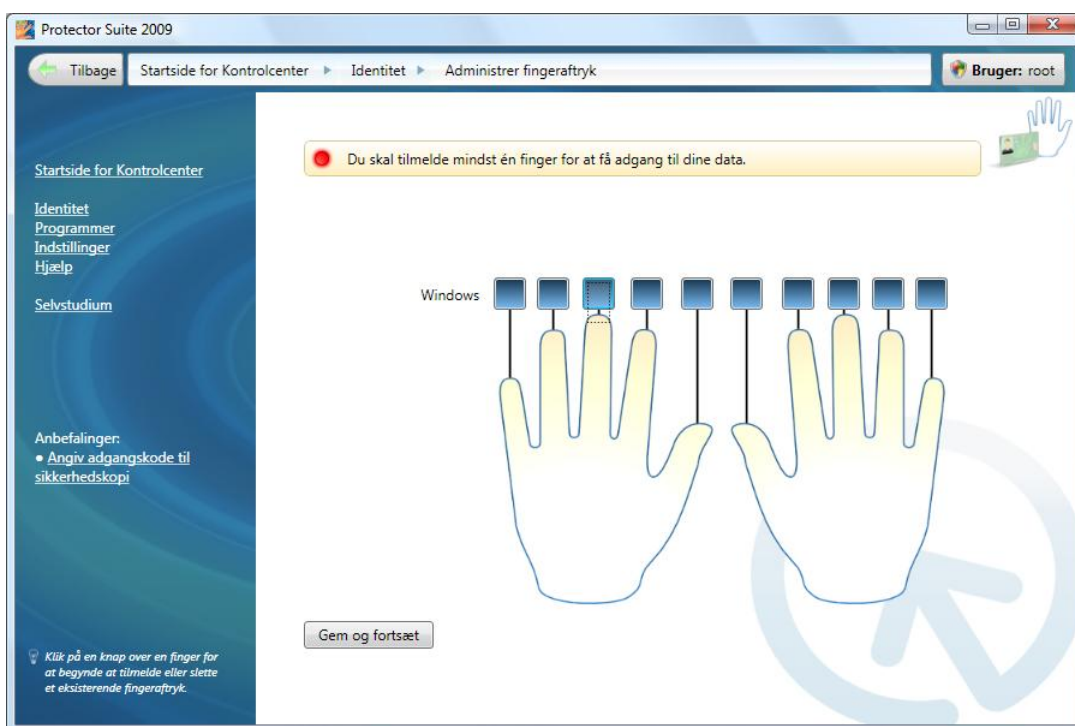 Protector Suite 2009
Tilbage
Startside for Kontrolcenter
Identitet
Administrer fingeraftryk
Bruger: root
Startside for Kontrolcenter
Identitet
Programmer
Indstillinger
Hjælp
Selvstudium
Anbefalinger:
• Angiv adgangskode til
sikkerhedskopi
Klik på en knap over en finger for
at begynde at tilmelde eller slette
et eksisterende fingeraftryk.
Du skal tilmelde mindst én finger for at få adgang til dine data.
Windows
Gem og fortsæt